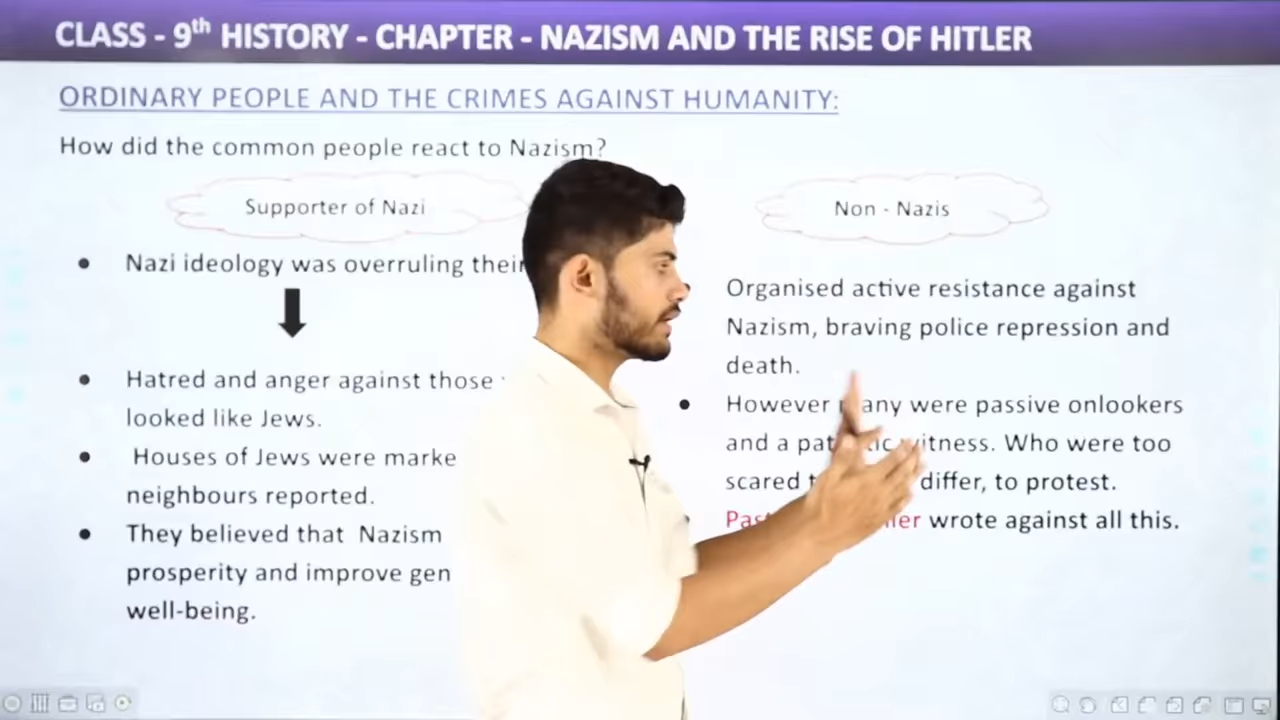 CLASS - 9th HISTORY - CHAPTER - NAZISM AND THE RISE OF HITLER
ORDINARY PEOPLE AND THE CRIMES AGAINST HUMANITY:
How did the common people react to Nazism?
Supporter of Nazi
Nazi ideology was overruling their
Hatred and anger against those
looked like Jews.
Houses of Jews were
neighbours reported.
They believed that Nazism
prosperity and improve
well-being.
Non - Nazis
Organised active resistance against
Nazism, braving police repression and
death.
However many were passive onlookers
and a witness. Who were too
scared differ, to protest.
wrote against all this.